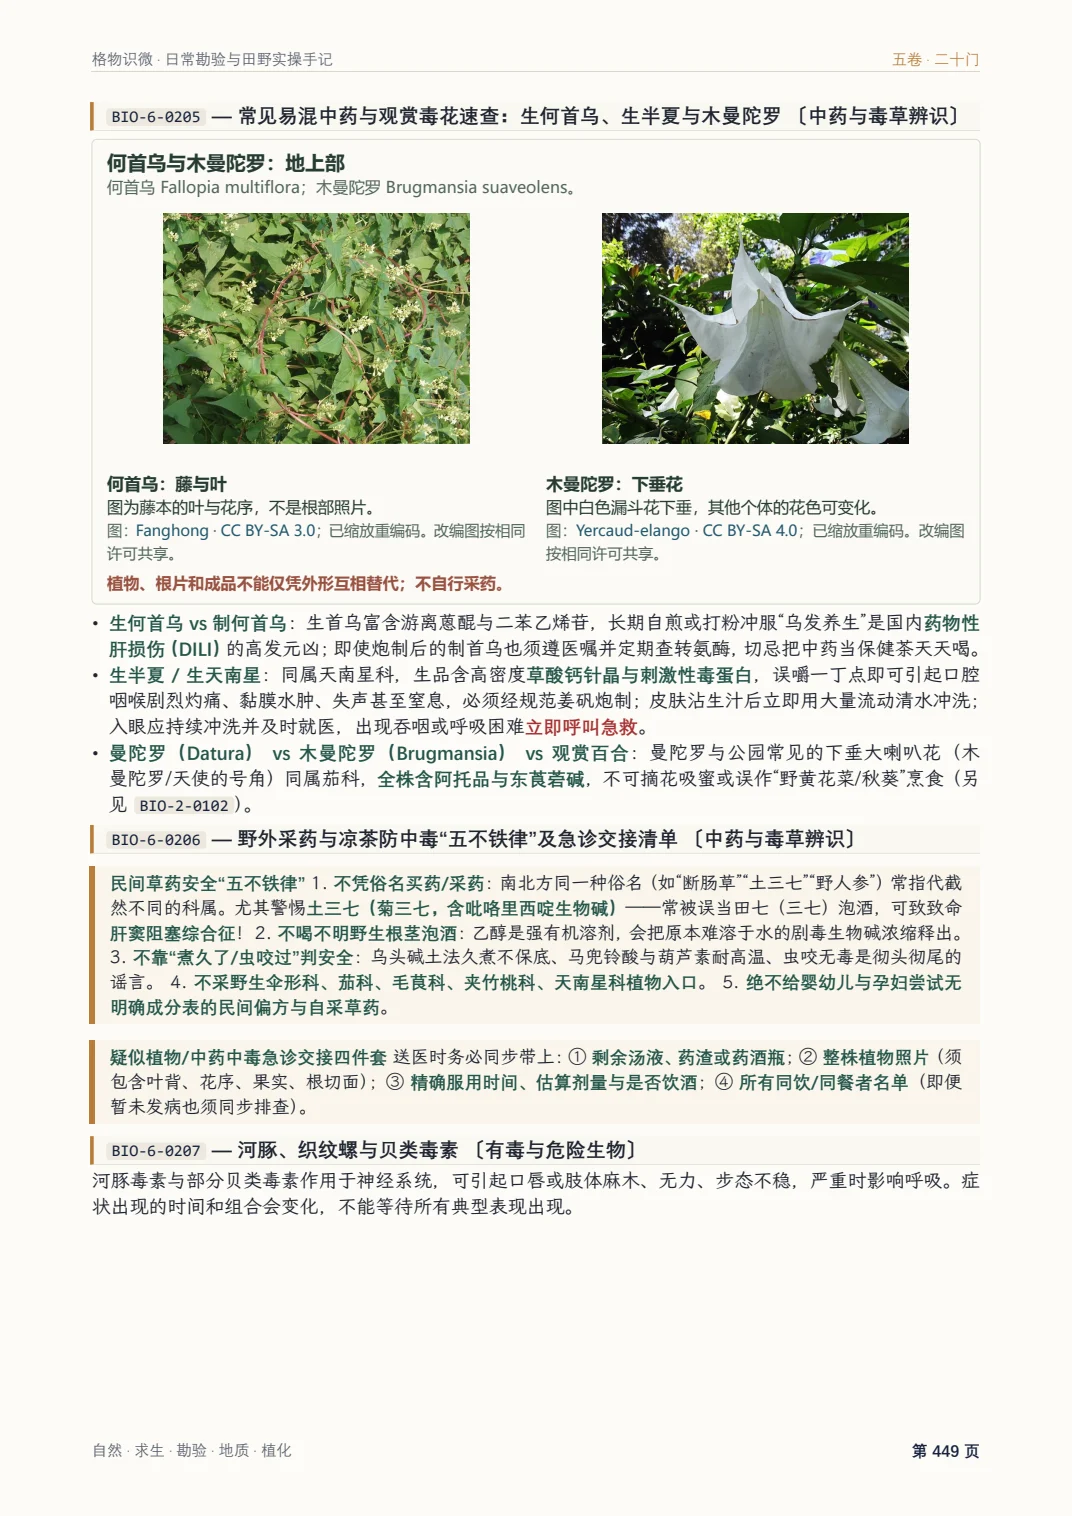 格物识微 · 日常勘验与田野实操手记
五卷 · 二十门
BIO-6-0205 — 常见易混中药与观赏毒花速查：生何首乌、生半夏与木曼陀罗 〔中药与毒草辨识〕
何首乌与木曼陀罗：地上部
何首乌 Fallopia multiflora；木曼陀罗 Brugmansia suaveolens。
何首乌：藤与叶
图为藤本的叶与花序，不是根部照片。
图：Fanghong · CC BY-SA 3.0；已缩放重编码。改编图按相同
许可共享。
木曼陀罗：下垂花
图中白色漏斗花下垂，其他个体的花色可变化。
图：Yercaud-elango · CC BY-SA 4.0；已缩放重编码。改编图
按相同许可共享。
植物、根片和成品不能仅凭外形互相替代；不自行采药。
• 生何首乌 vs 制何首乌：生首乌富含游离蒽醌与二苯乙烯苷，长期自煎或打粉冲服“乌发养生”是国内药物性
肝损伤 (DILI) 的高发元凶；即使炮制后的制首乌也须遵医嘱并定期查转氨酶，切忌把中药当保健茶天天喝。
• 生半夏 / 生天南星：同属天南星科，生品含高密度草酸钙针晶与刺激性毒蛋白，误嚼一丁点即可引起口腔
咽喉剧烈灼痛、黏膜水肿、失声甚至窒息，必须经规范姜矾炮制；皮肤沾生汁后立即用大量流动清水冲洗；
入眼应持续冲洗并及时就医，出现吞咽或呼吸困难立即呼叫急救。
• 曼陀罗（Datura） vs 木曼陀罗（Brugmansia） vs 观赏百合：曼陀罗与公园常见的下垂大喇叭花（木
曼陀罗/天使的号角）同属茄科，全株含阿托品与东莨菪碱，不可摘花吸蜜或误作“野黄花菜/秋葵”烹食（另
见 BIO-2-0102）。
BIO-6-0206 — 野外采药与凉茶防中毒“五不铁律”及急诊交接清单 〔中药与毒草辨识〕
民间草药安全“五不铁律” 1. 不凭俗名买药/采药：南北方同一种俗名（如“断肠草”“土三七”“野人参”）常指代截
然不同的科属。尤其警惕土三七（菊三七，含吡咯里西啶生物碱）——常被误当田七（三七）泡酒，可致致命
肝窦阻塞综合征！2. 不喝不明野生根茎泡酒：乙醇是强有机溶剂，会把原本难溶于水的剧毒生物碱浓缩释出。
3. 不靠“煮久了/虫咬过”判安全：乌头碱土法久煮不保底、马兜铃酸与葫芦素耐高温、虫咬无毒是彻头彻尾的
谣言。 4. 不采野生伞形科、茄科、毛茛科、夹竹桃科、天南星科植物入口。 5. 绝不给婴幼儿与孕妇尝试无
明确成分表的民间偏方与自采草药。
疑似植物/中药中毒急诊交接四件套 送医时务必同步带上：① 剩余汤液、药渣或药酒瓶；② 整株植物照片（须
包含叶背、花序、果实、根切面）；③ 精确服用时间、估算剂量与是否饮酒；④ 所有同饮/同餐者名单（即便
暂未发病也须同步排查）。
BIO-6-0207 — 河豚、织纹螺与贝类毒素 〔有毒与危险生物〕
河豚毒素与部分贝类毒素作用于神经系统，可引起口唇或肢体麻木、无力、步态不稳，严重时影响呼吸。症
状出现的时间和组合会变化，不能等待所有典型表现出现。
自然 · 求生 · 勘验 · 地质 · 植化
第 449 页